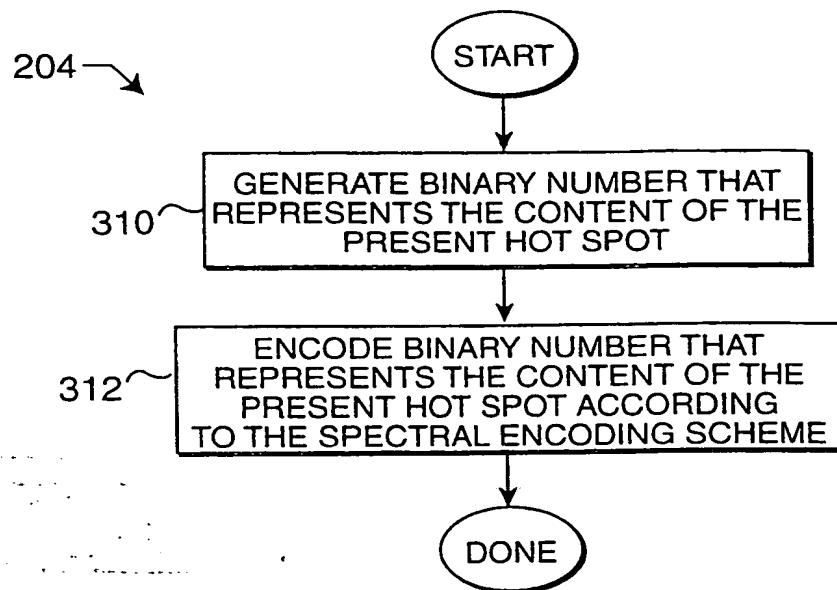 START
204
GENERATE BINARY NUMBER THAT
REPRESENTS THE CONTENT OF THE
PRESENT HOT SPOT
310
ENCODE BINARY NUMBER THAT
REPRESENTS THE CONTENT OF THE
PRESENT HOT SPOT ACCORDING
TO THE SPECTRAL ENCODING SCHEME
312
DONE